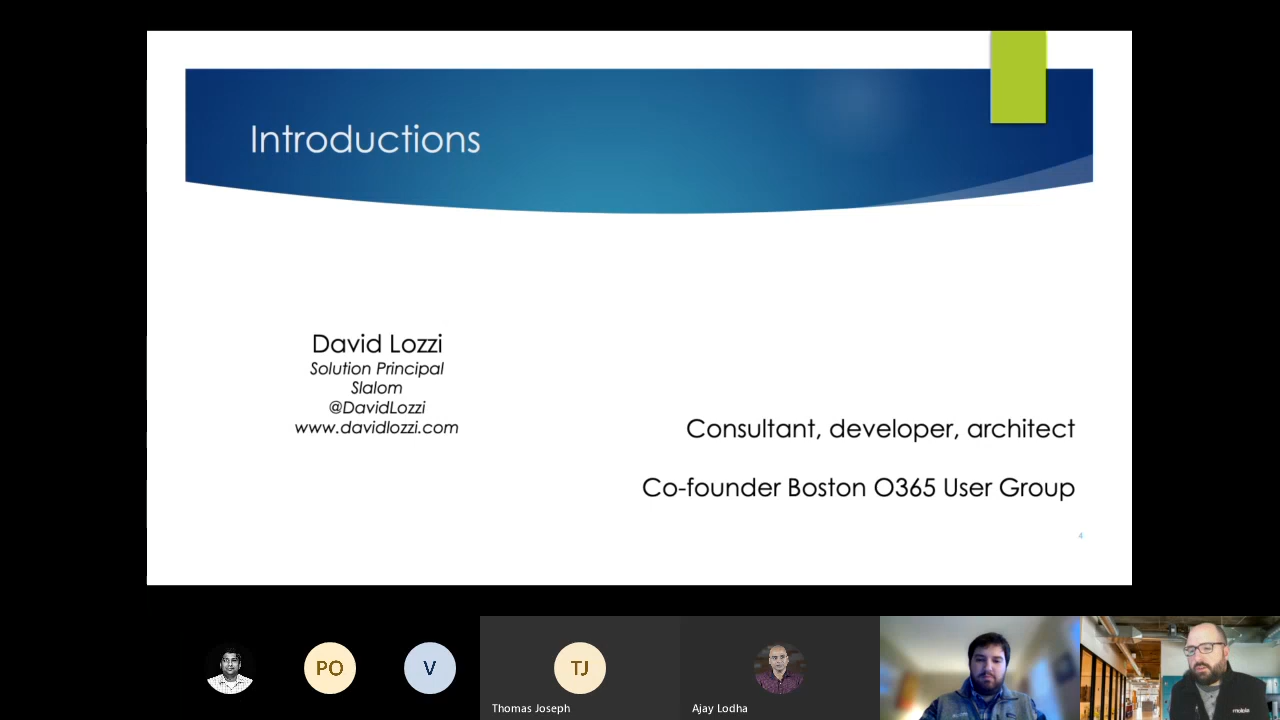 Introductions
David Lozzi
Solution Principal
Slalom
@DavidLozzi
www.davidlozzi.com
Consultant, developer, architect
Co-founder Boston O365 User Group
4
PO
V
TJ
Thomas Joseph
Ajay Lodha